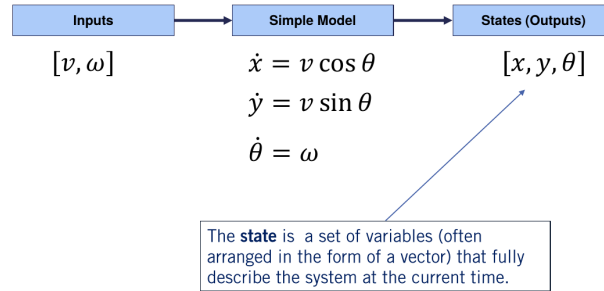 Inputs
Simple Model
States (Outputs)
[v, ω]
ẋ = v cos θ
[x, y, θ]
ẏ = v sin θ
θ̇ = ω
The state is a set of variables (often
arranged in the form of a vector) that fully
describe the system at the current time.